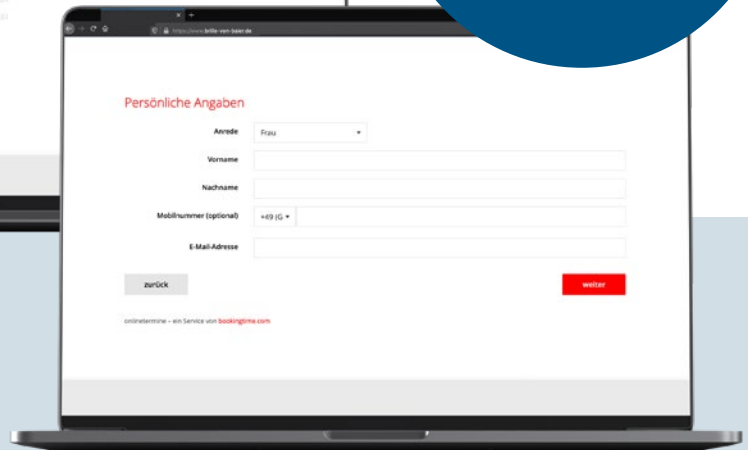 https://www.brille-von-baier.de
Persönliche Angaben
Anrede
Frau
Vorname
Nachname
Mobilnummer (optional)
+49 (G
E-Mail-Adresse
zurück
weiter
onlinetermine – ein Service von bookingtime.com